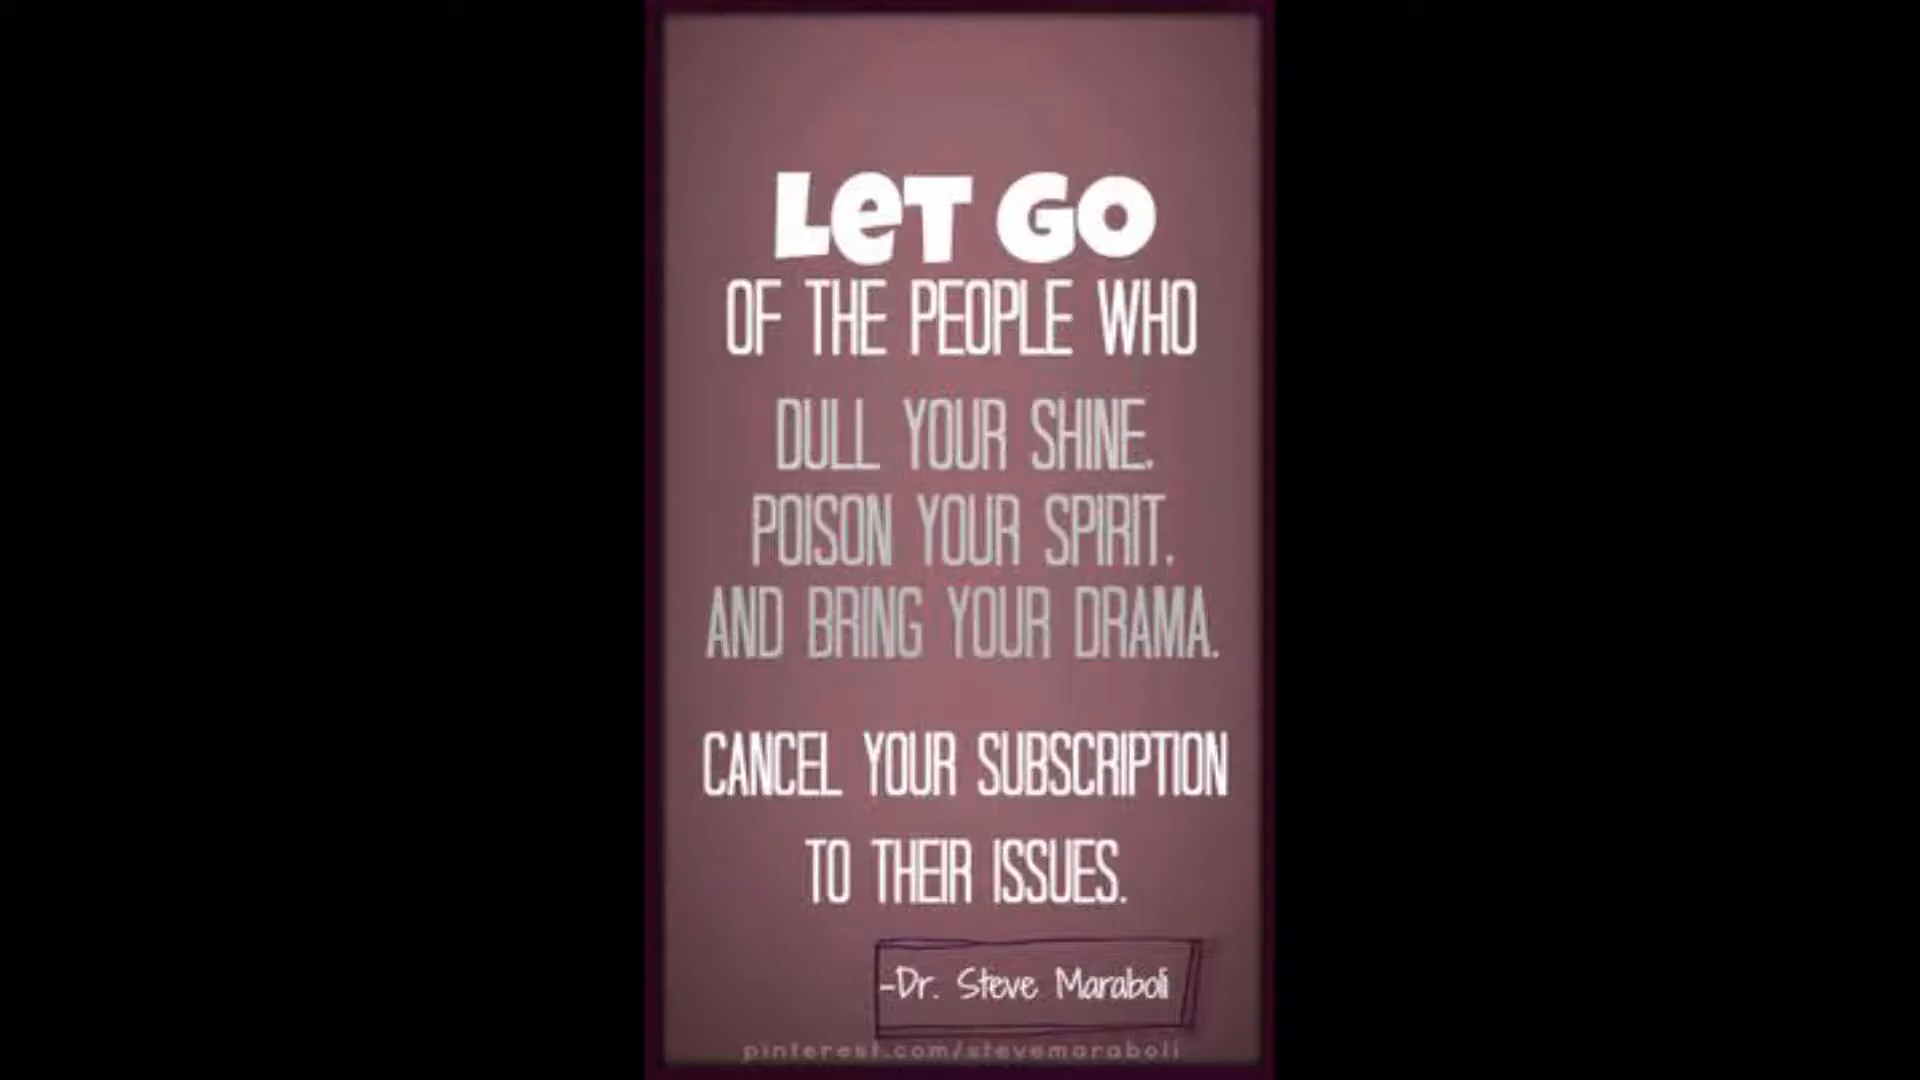 LeT GO
OF THE PEOPLE WHO
DULL YOUR SHINE,
POISON YOUR SPIRIT,
AND BRING YOUR DRAMA.
CANCEL YOUR SUBSCRIPTION
TO THEIR ISSUES.
-Dr. Steve Maraboli
pinterest.com/stevemaraboli